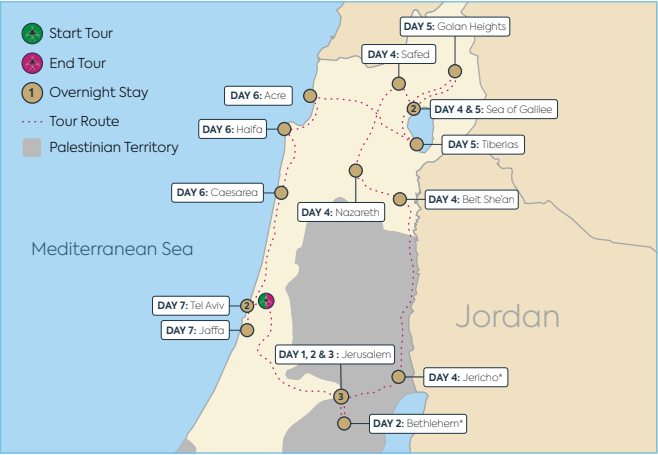 Start Tour
End Tour
1 Overnight Stay
Tour Route
Palestinian Territory
DAY 5: Golan Heights
DAY 4: Safed
DAY 6: Acre
2
DAY 4 & 5: Sea of Galilee
DAY 6: Haifa
DAY 5: Tiberias
DAY 6: Caesarea
DAY 4: Beit She'an
DAY 4: Nazareth
Mediterranean Sea
DAY 7: Tel Aviv
2
DAY 7: Jaffa
Jordan
DAY 1, 2 & 3 : Jerusalem
DAY 4: Jericho*
3
DAY 2: Bethlehem*